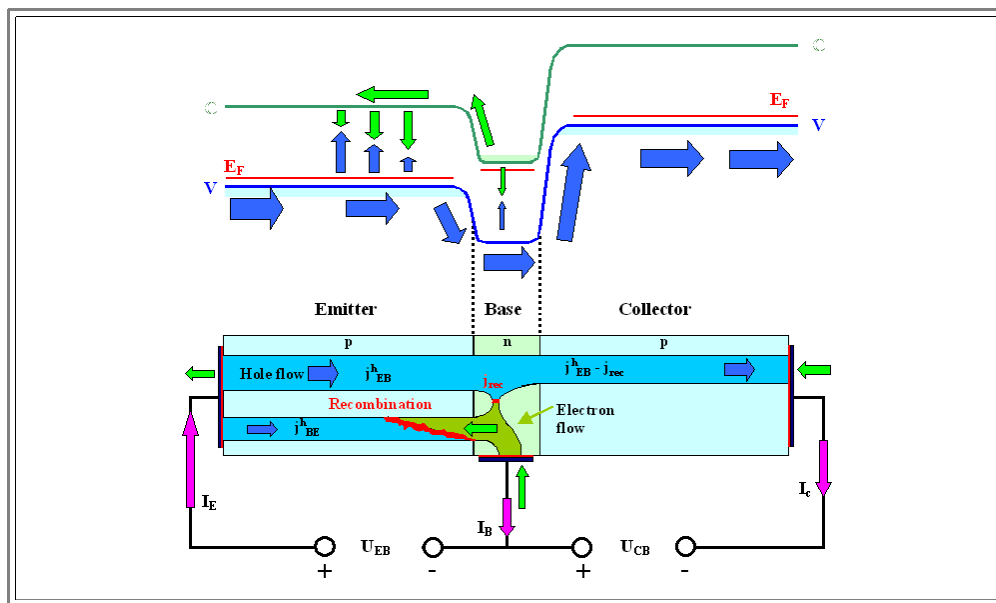 C
C
E_F
V
E_F
V
Emitter
Base
Collector
p
n
p
Hole flow
j^h_EB
j_rec
j^h_EB - j_rec
Recombination
Electron
flow
j^h_BE
I_E
I_B
I_c
U_EB
U_CB
+
-
+
-